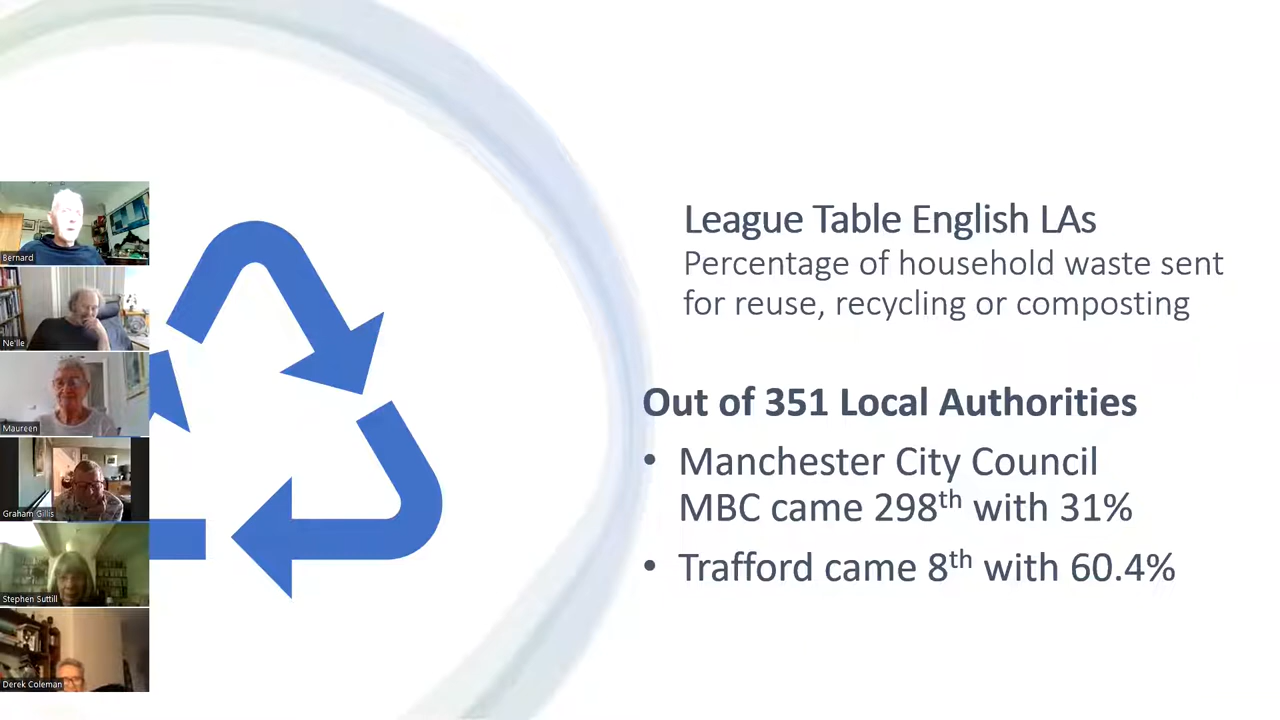 League Table English LAs
Percentage of household waste sent
for reuse, recycling or composting
Out of 351 Local Authorities
• Manchester City Council
MBC came 298th with 31%
• Trafford came 8th with 60.4%
Bernard
Ne'lle
Maureen
Graham Gillis
Stephen Suttill
Derek Coleman